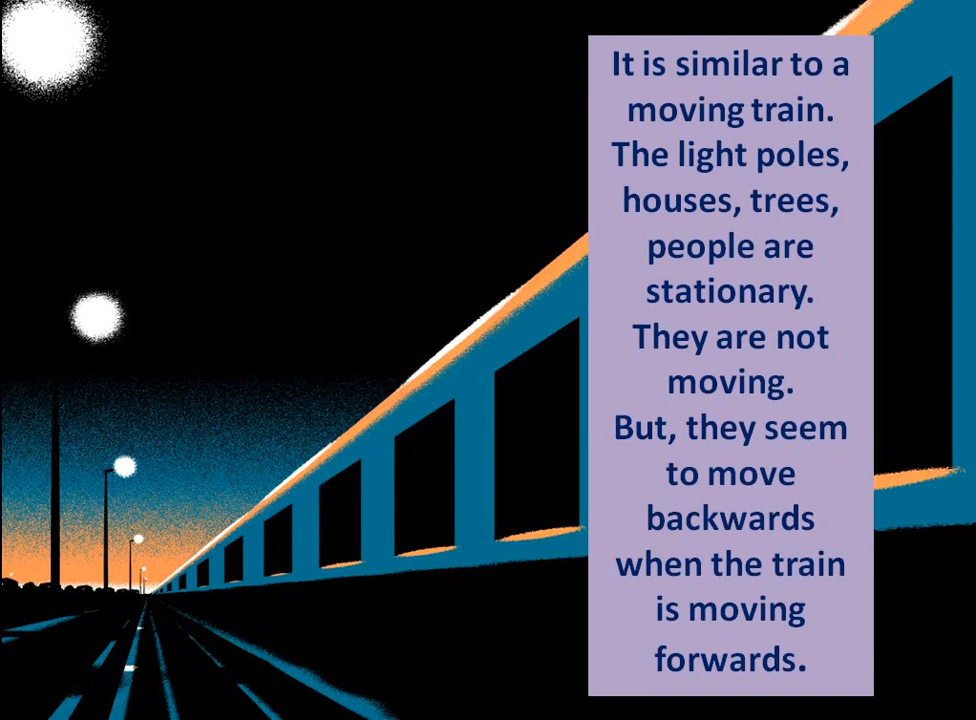 It is similar to a
moving train.
The light poles,
houses, trees,
people are
stationary.
They are not
moving.
But, they seem
to move
backwards
when the train
is moving
forwards.